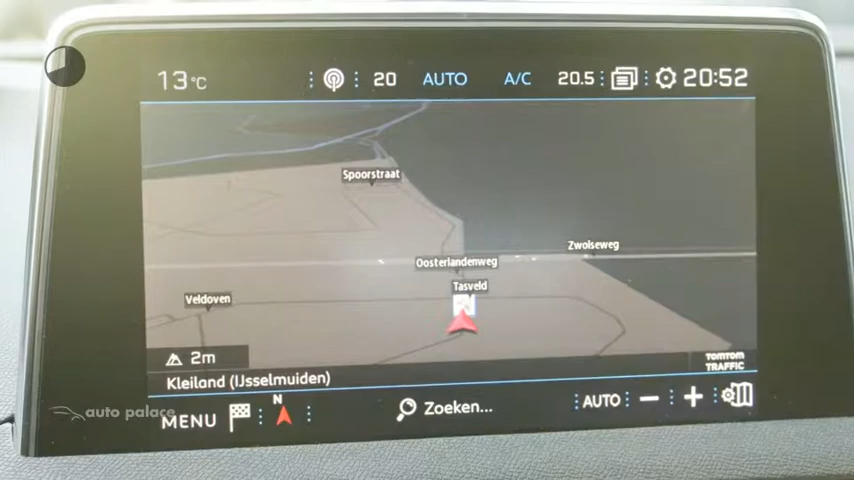 13°C 20 AUTO A/C 20.5 20:52
Spoorstraat
Zwolseweg
Oosterlandenweg
Tasveld
Veldoven
2m
TOMTOM
TRAFFIC
Kleiland (IJsselmuiden)
auto palace
MENU N Zoeken... AUTO − +